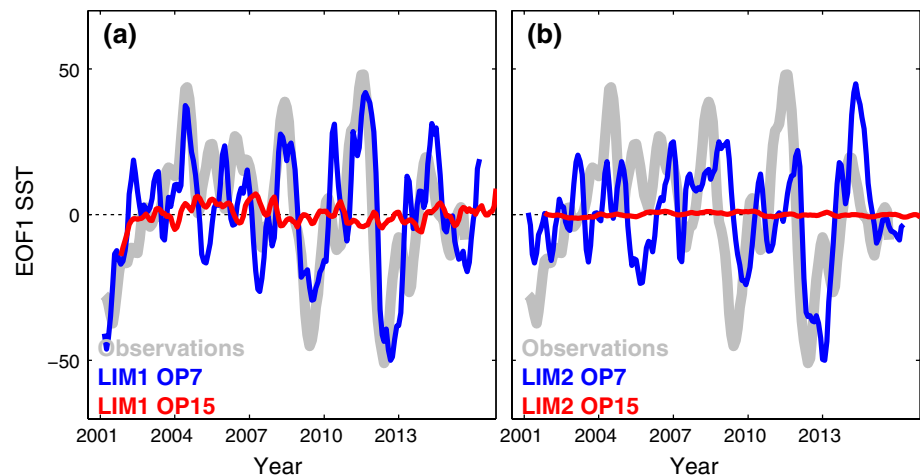 (a)
(b)
EOF1 SST
50
0
−50
Observations
LIM1 OP7
LIM1 OP15
Observations
LIM2 OP7
LIM2 OP15
2001 2004 2007 2010 2013
2001 2004 2007 2010 2013
Year
Year